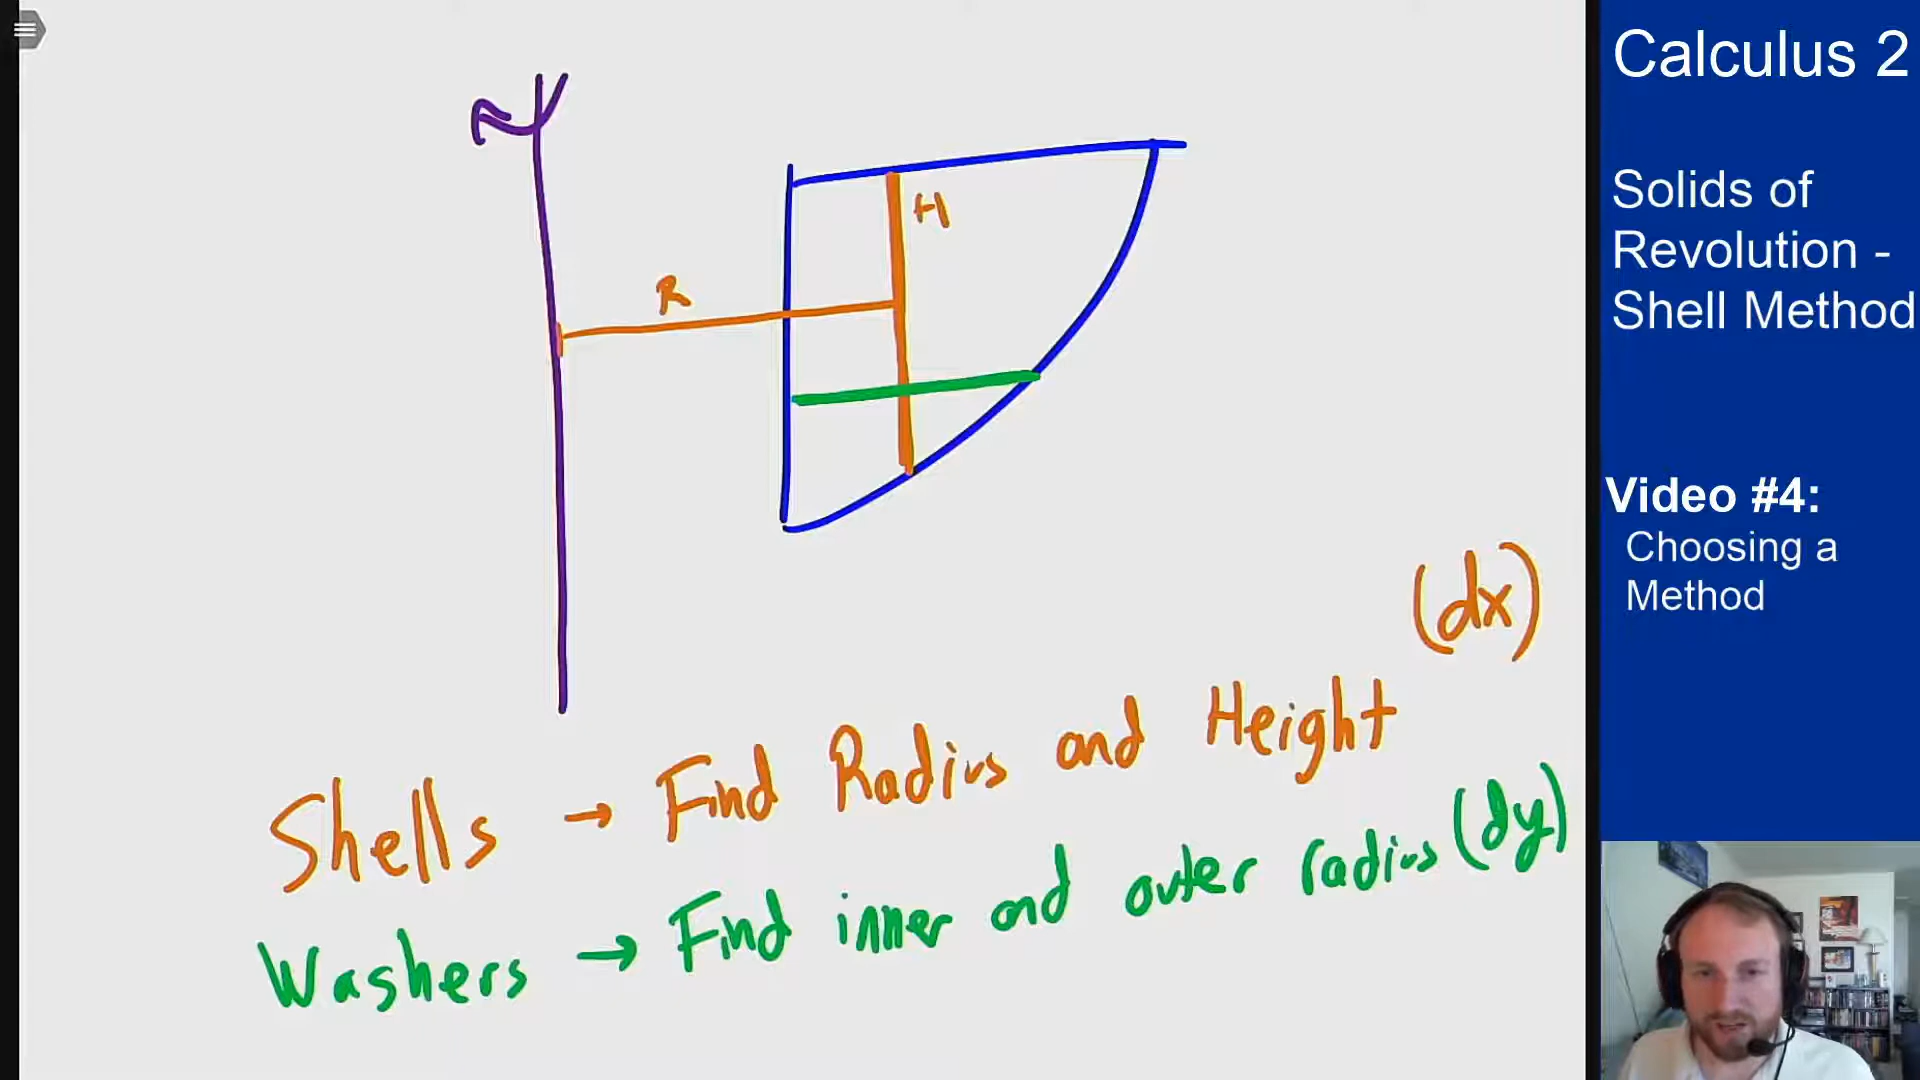 Calculus 2
Solids of
Revolution -
Shell Method
Video #4:
Choosing a
Method
H
R
(dx)
Shells → Find Radius and Height
Washers → Find inner and outer radius (dy)